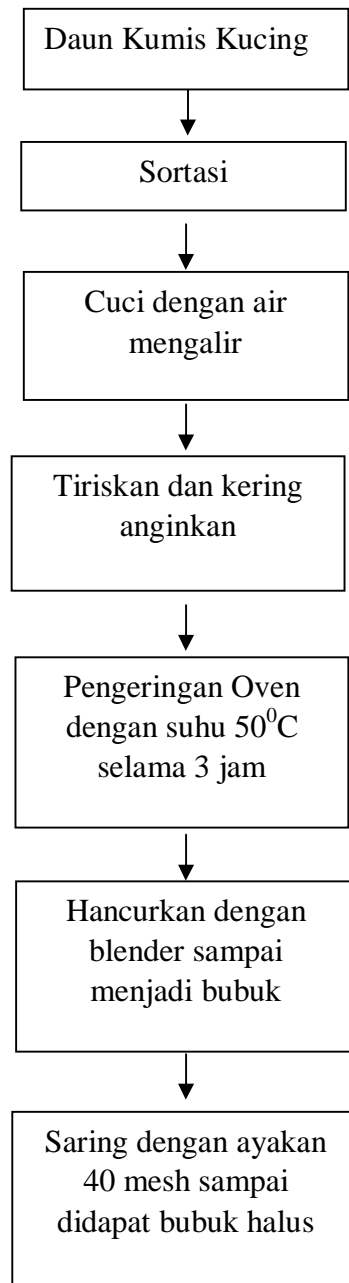 Daun Kumis Kucing
Sortasi
Cuci dengan air
mengalir
Tiriskan dan kering
anginkan
Pengeringan Oven
dengan suhu 50⁰C
selama 3 jam
Hancurkan dengan
blender sampai
menjadi bubuk
Saring dengan ayakan
40 mesh sampai
didapat bubuk halus